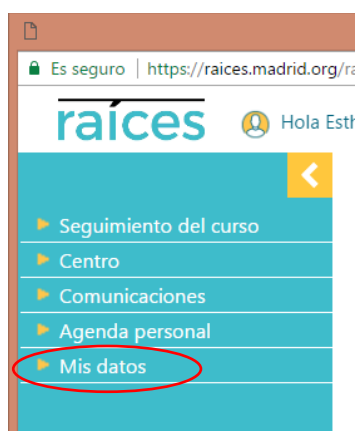 Es seguro | https://raices.madrid.org/ra
raíces
Hola Esth
Seguimiento del curso
Centro
Comunicaciones
Agenda personal
Mis datos